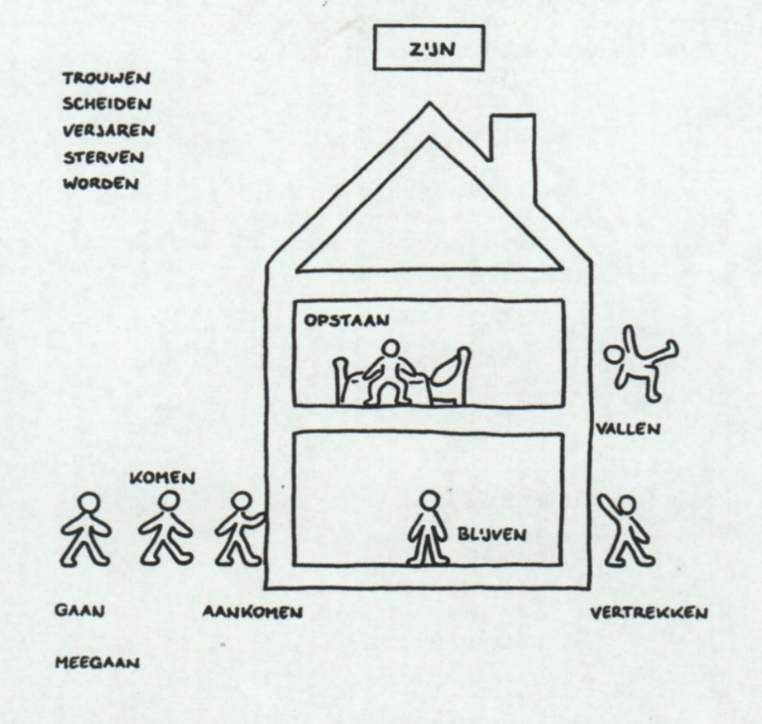 ZIJN
TROUWEN
SCHEIDEN
VERJAREN
STERVEN
WORDEN
OPSTAAN
VALLEN
KOMEN
BLIJVEN
GAAN
AANKOMEN
VERTREKKEN
MEEGAAN